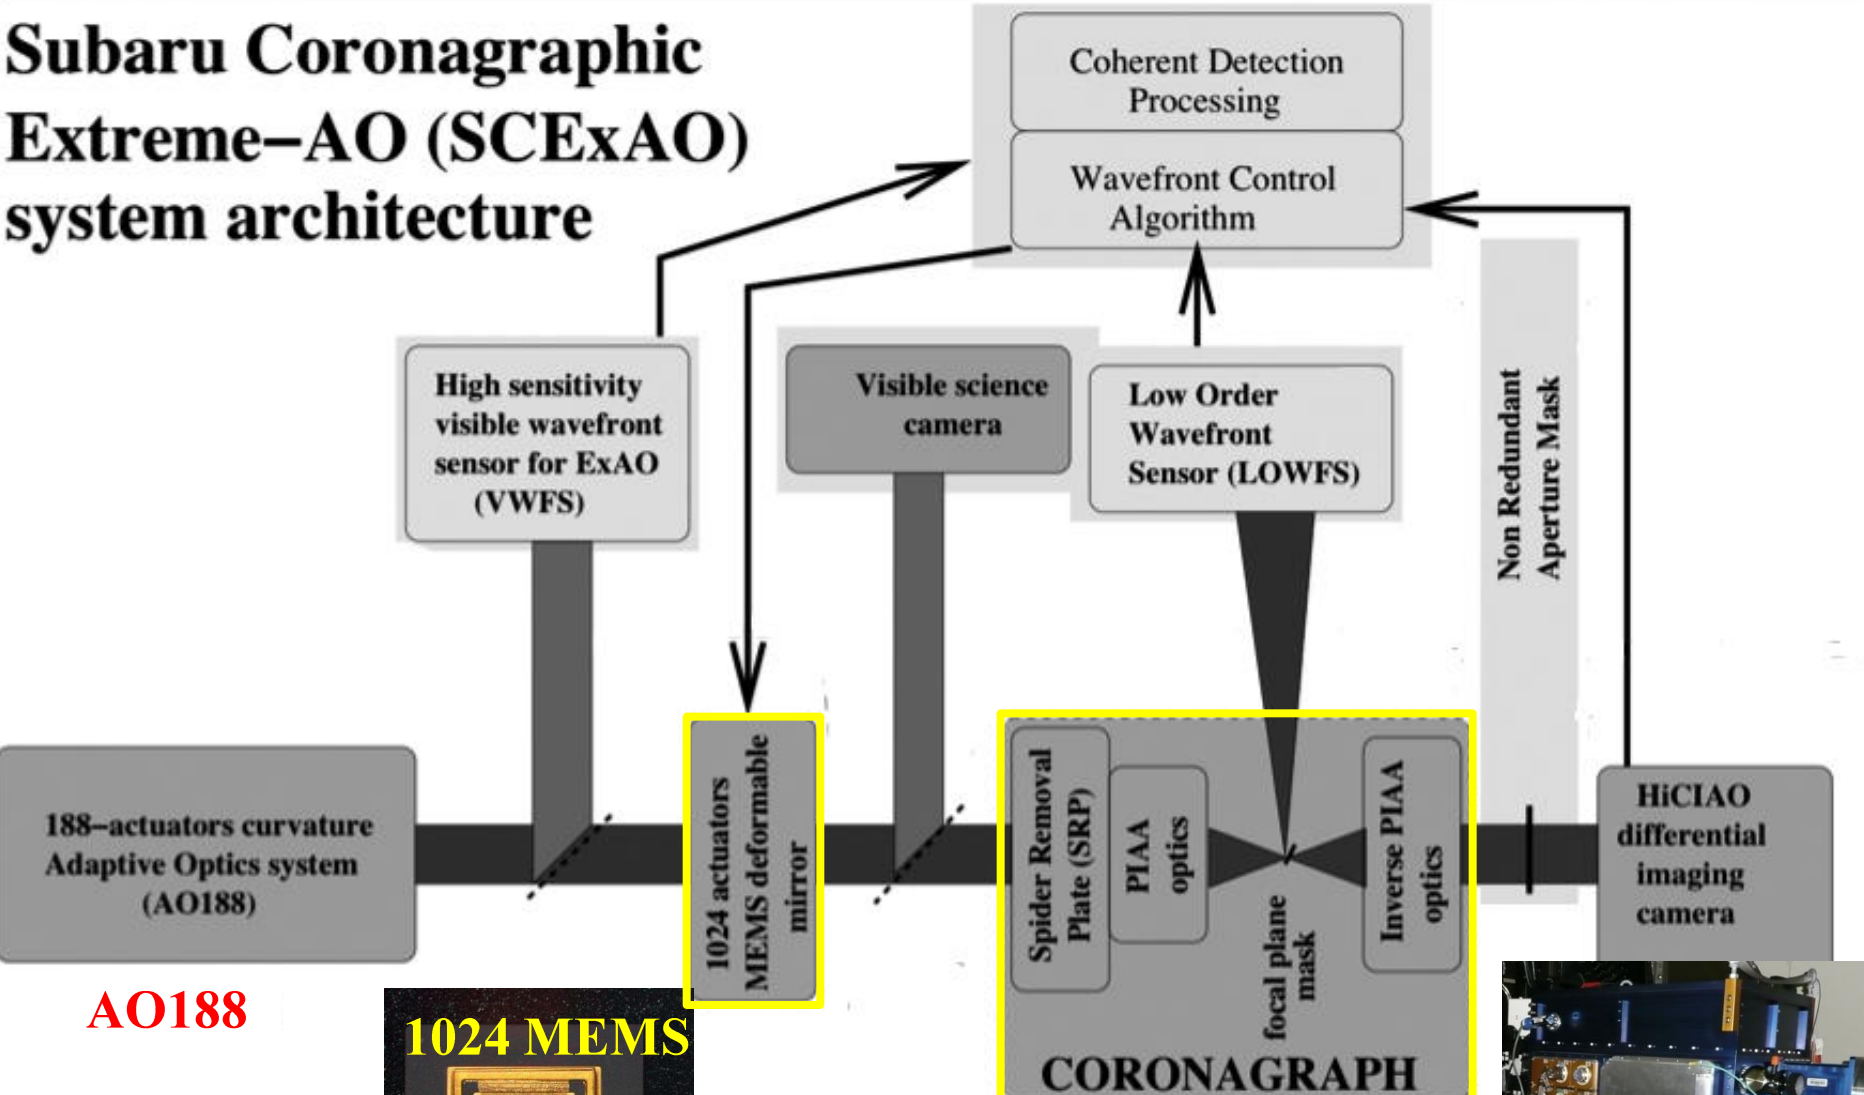 Subaru Coronagraphic
Extreme–AO (SCExAO)
system architecture
Coherent Detection
Processing
Wavefront Control
Algorithm
High sensitivity
visible wavefront
sensor for ExAO
(VWFS)
Visible science
camera
Low Order
Wavefront
Sensor (LOWFS)
Non Redundant
Aperture Mask
188–actuators curvature
Adaptive Optics system
(AO188)
1024 actuators
MEMS deformable
mirror
Spider Removal
Plate (SRP)
PIAA
optics
focal plane
mask
Inverse PIAA
optics
HiCIAO
differential
imaging
camera
CORONAGRAPH
AO188
1024 MEMS